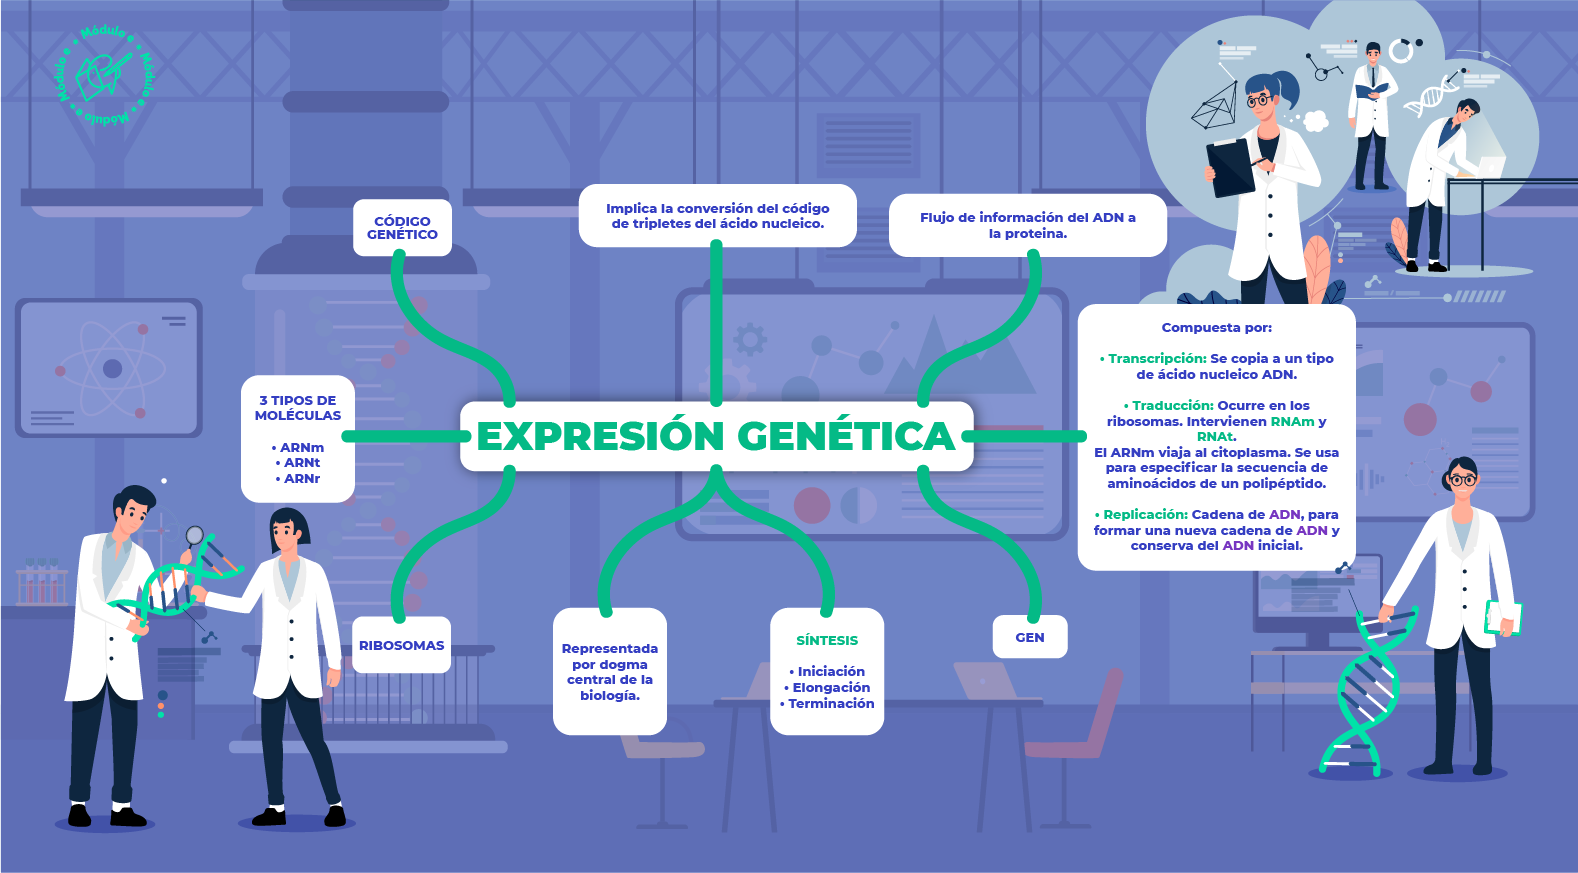 Módulo
Módulo
Módulo
Módulo
CÓDIGO
GENÉTICO
Implica la conversión del código
de tripletes del ácido nucleico.
Flujo de información del ADN a
la proteina.
3 TIPOS DE
MOLÉCULAS
• ARNm
• ARNt
• ARNr
EXPRESIÓN GENÉTICA
Compuesta por:
• Transcripción: Se copia a un tipo
de ácido nucleico ADN.
• Traducción: Ocurre en los
ribosomas. Intervienen RNAm y
RNAt.
El ARNm viaja al citoplasma. Se usa
para especificar la secuencia de
aminoácidos de un polipéptido.
• Replicación: Cadena de ADN, para
formar una nueva cadena de ADN y
conserva del ADN inicial.
RIBOSOMAS
Representada
por dogma
central de la
biología.
SÍNTESIS
• Iniciación
• Elongación
• Terminación
GEN